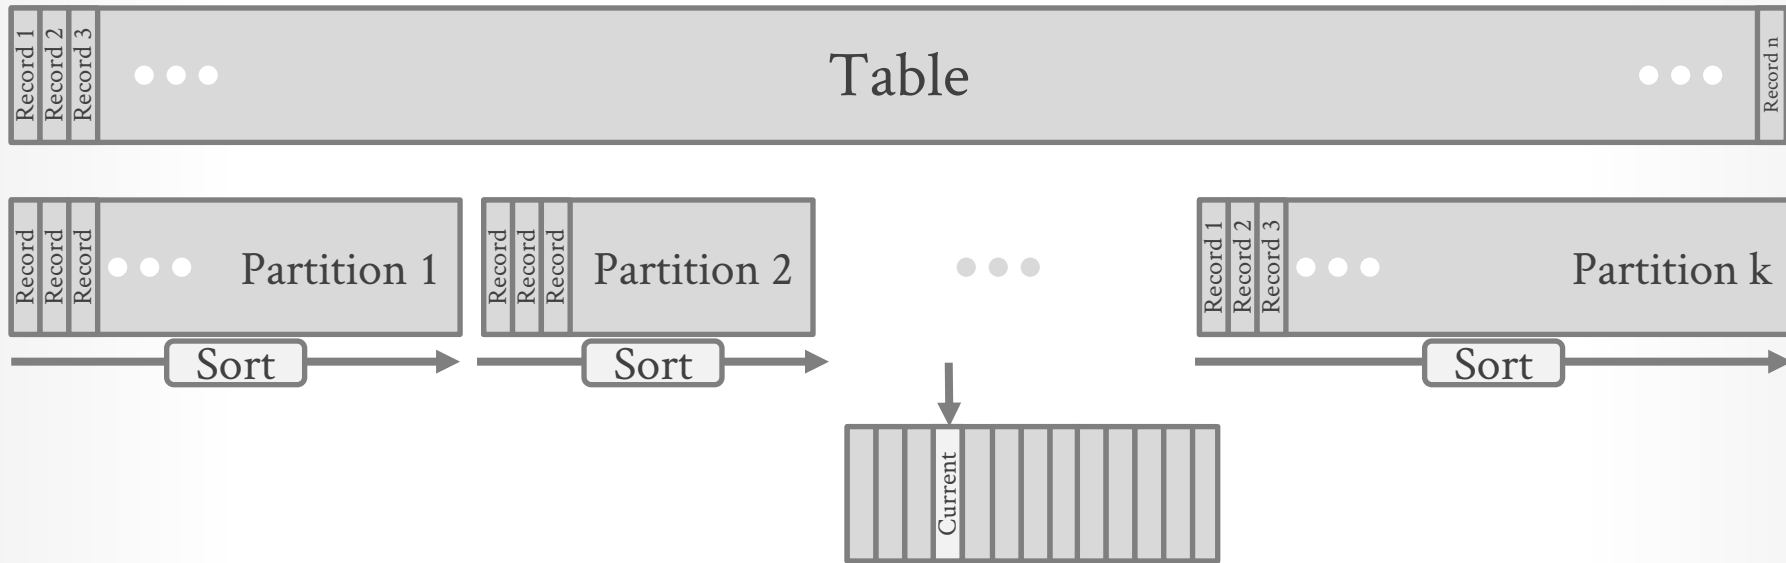 Record 1
Record 2
Record 3
Table
Record n
Record
Record
Record
Partition 1
Record
Record
Record
Partition 2
Record 1
Record 2
Record 3
Partition k
Sort
Sort
Sort
Current